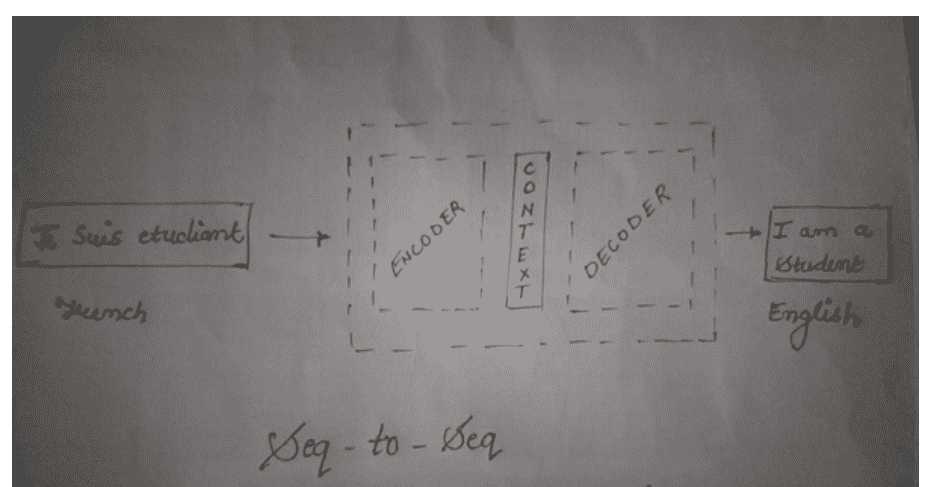 Je Suis etudiant
French
ENCODER
CONTEXT
DECODER
I am a
Student
English
Seq - to - Seq